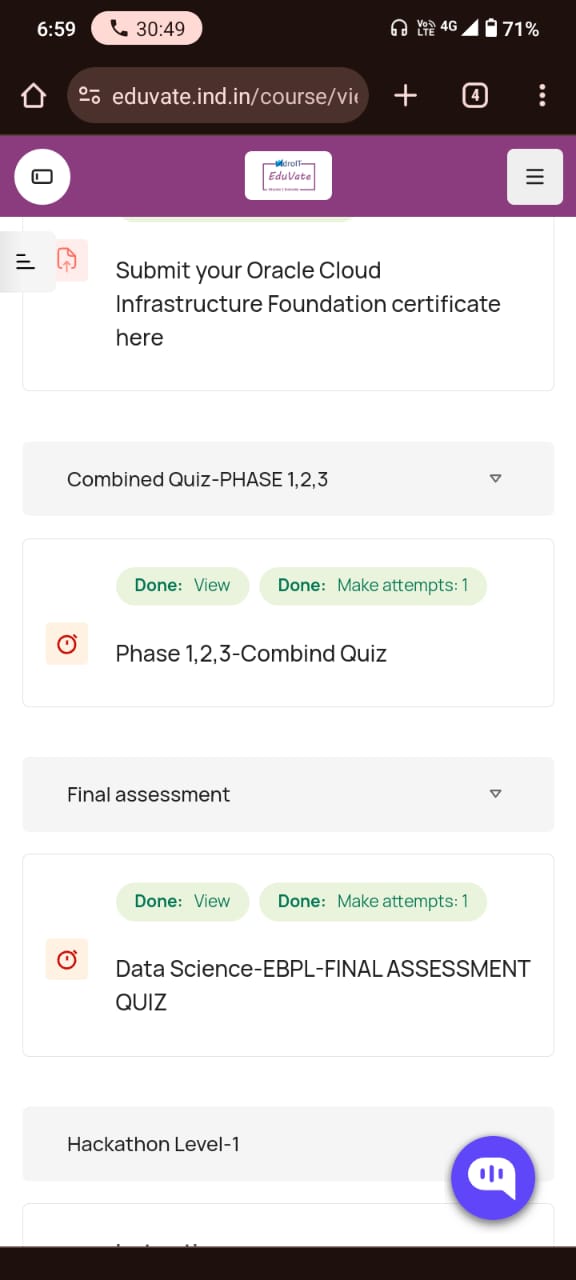 6:59
30:49
Vo)) LTE
4G
71%
eduvate.ind.in/course/vi
4
EduVate
Submit your Oracle Cloud
Infrastructure Foundation certificate
here
Combined Quiz-PHASE 1,2,3
Done: View
Done: Make attempts: 1
Phase 1,2,3-Combind Quiz
Final assessment
Done: View
Done: Make attempts: 1
Data Science-EBPL-FINAL ASSESSMENT
QUIZ
Hackathon Level-1